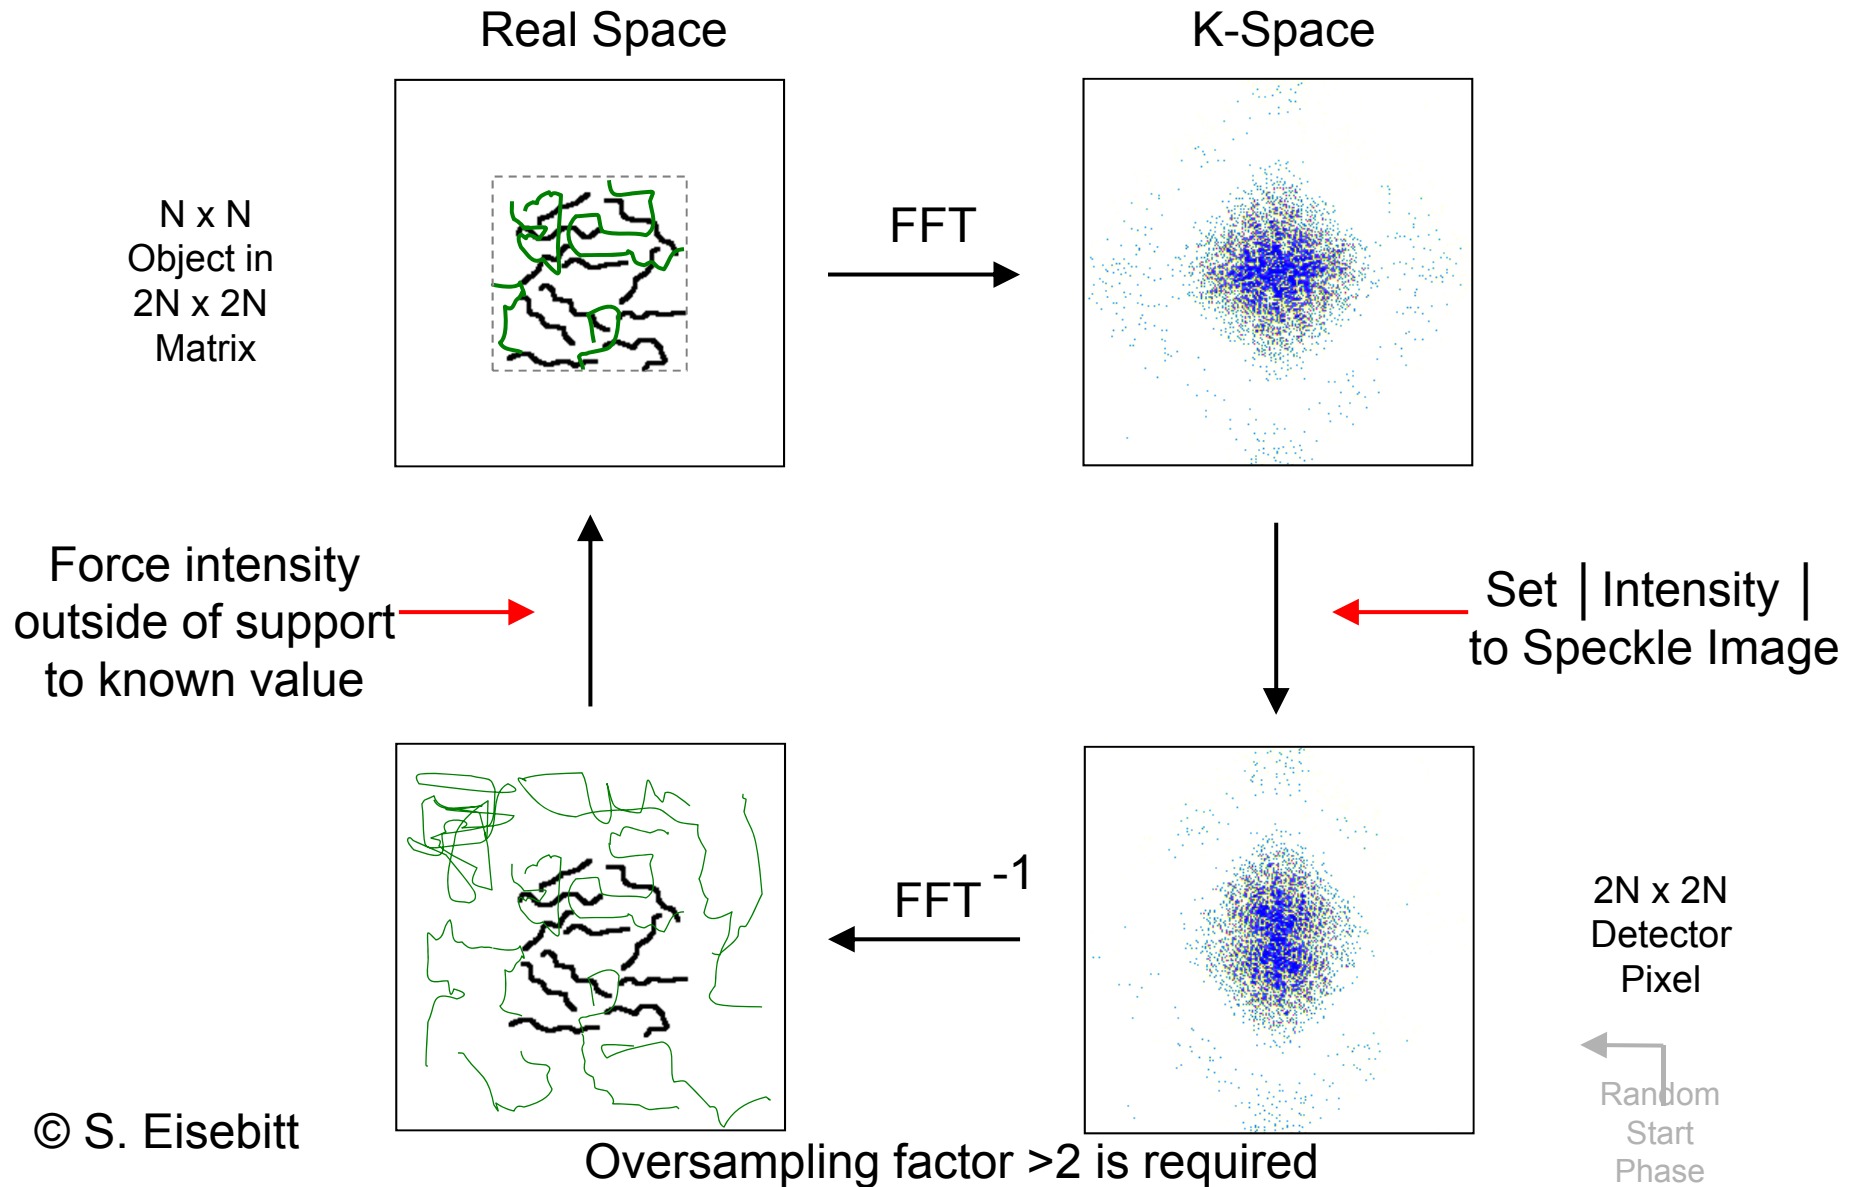 Real Space
K-Space
N x N
Object in
2N x 2N
Matrix
FFT
Force intensity
outside of support
to known value
Set | Intensity |
to Speckle Image
FFT -1
2N x 2N
Detector
Pixel
Random
Start
Phase
© S. Eisebitt
Oversampling factor >2 is required